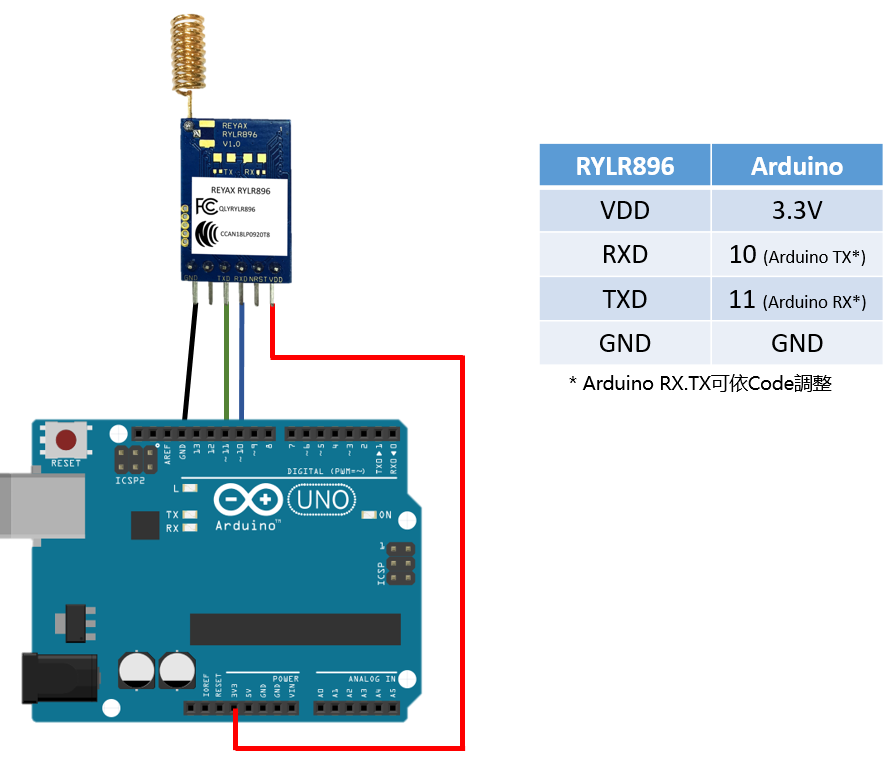 REYAX
RYLR896
V1.0
TX RX
REYAX RYLR896
FC QLYRYLR896
CCAN18LP0920T8
GND TXD RXD NRST VDD
RYLR896 Arduino
VDD 3.3V
RXD 10 (Arduino TX*)
TXD 11 (Arduino RX*)
GND GND
* Arduino RX.TX可依Code調整
RESET
ICSP2
AREF
GND
13
12
~11
~10
~9
8
7
~6
~5
4
~3
2
TXD▶1
RXD◀0
DIGITAL (PWM=~)
L
TX
RX
Arduino™
UNO
ON
1
ICSP
IOREF
RESET
3V3
5V
GND
GND
VIN
POWER
ANALOG IN
A0
A1
A2
A3
A4
A5